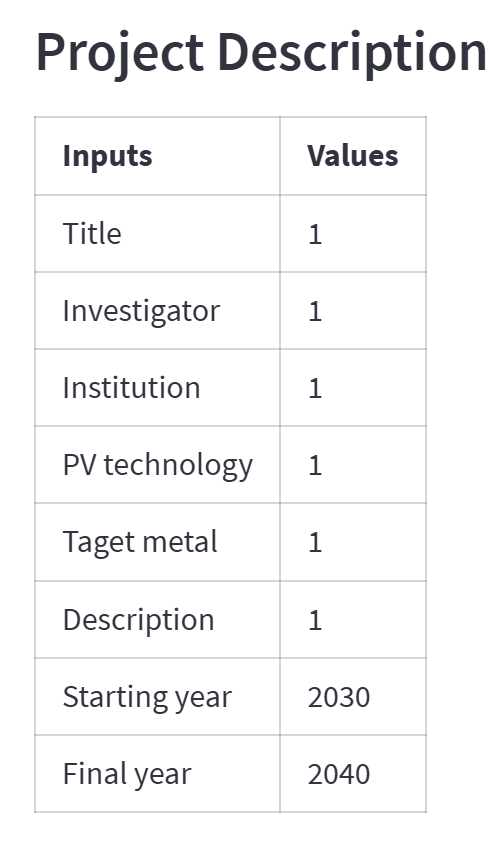 Project Description
Inputs Values
Title 1
Investigator 1
Institution 1
PV technology 1
Taget metal 1
Description 1
Starting year 2030
Final year 2040